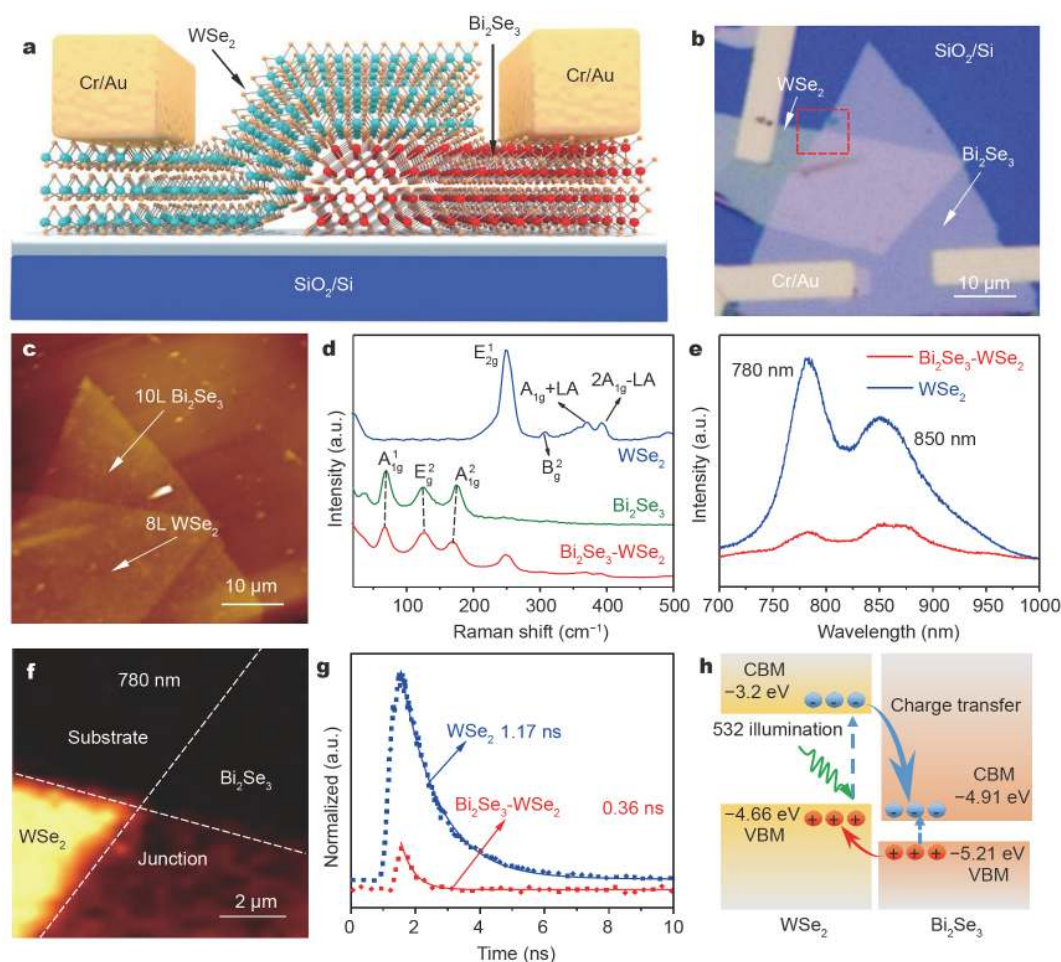 a
WSe₂
Bi₂Se₃
Cr/Au
Cr/Au
SiO₂/Si
b
SiO₂/Si
WSe₂
Bi₂Se₃
Cr/Au
10 μm
c
10L Bi₂Se₃
8L WSe₂
10 μm
d
E¹₂g
A₁g+LA
2A₁g-LA
B²g
WSe₂
A¹₁g
E²g
A²₁g
Bi₂Se₃
Bi₂Se₃-WSe₂
Intensity (a.u.)
100 200 300 400 500
Raman shift (cm⁻¹)
e
Bi₂Se₃-WSe₂
WSe₂
780 nm
850 nm
Intensity (a.u.)
700 750 800 850 900 950 1000
Wavelength (nm)
f
780 nm
Substrate
Bi₂Se₃
WSe₂
Junction
2 μm
g
WSe₂ 1.17 ns
Bi₂Se₃-WSe₂
0.36 ns
Normalized (a.u.)
0 2 4 6 8 10
Time (ns)
h
CBM
−3.2 eV
Charge transfer
532 illumination
CBM
−4.91 eV
−4.66 eV
VBM
−5.21 eV
VBM
WSe₂
Bi₂Se₃